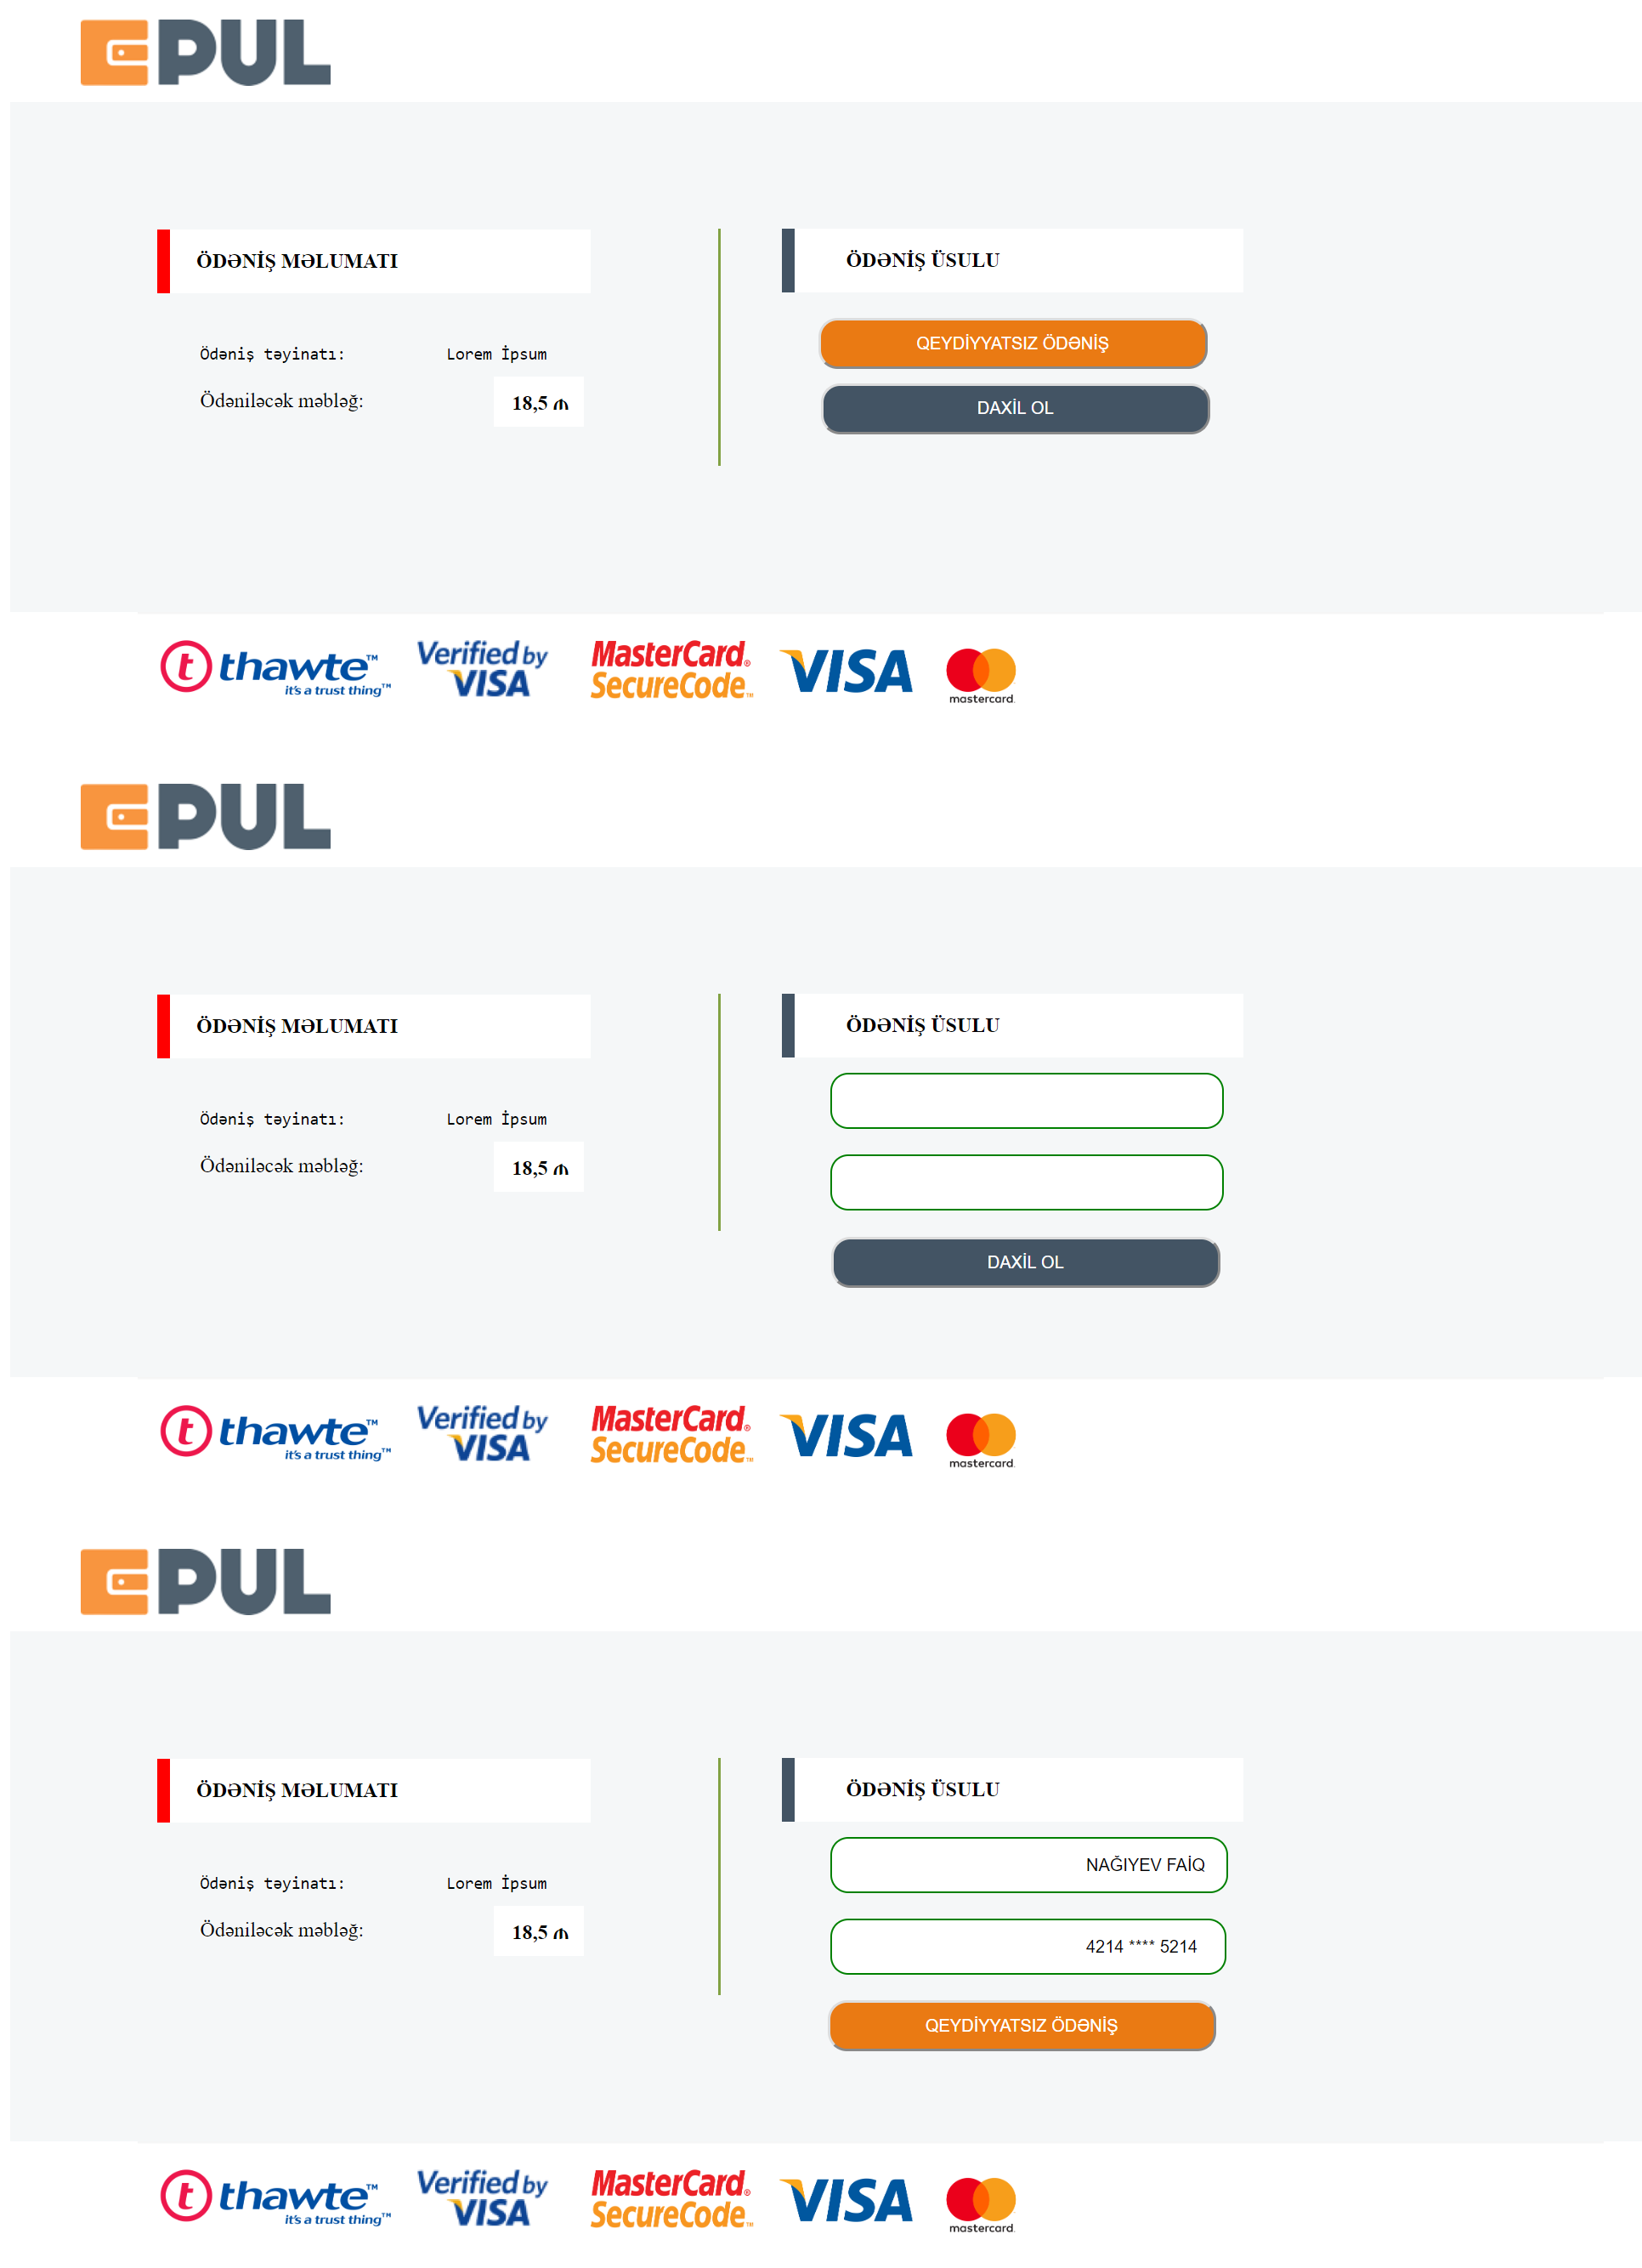 EPUL
ÖDƏNİŞ MƏLUMATI
Ödəniş təyinatı: Lorem İpsum
Ödəniləcək məbləğ: 18,5 ₼
ÖDƏNİŞ ÜSULU
QEYDİYYATSIZ ÖDƏNİŞ
DAXİL OL
thawte™
it's a trust thing™
Verified by
VISA
MasterCard®
SecureCode™
VISA
mastercard.
EPUL
ÖDƏNİŞ MƏLUMATI
Ödəniş təyinatı: Lorem İpsum
Ödəniləcək məbləğ: 18,5 ₼
ÖDƏNİŞ ÜSULU
DAXİL OL
thawte™
it's a trust thing™
Verified by
VISA
MasterCard®
SecureCode™
VISA
mastercard.
EPUL
ÖDƏNİŞ MƏLUMATI
Ödəniş təyinatı: Lorem İpsum
Ödəniləcək məbləğ: 18,5 ₼
ÖDƏNİŞ ÜSULU
NAĞIYEV FAİQ
4214 **** 5214
QEYDİYYATSIZ ÖDƏNİŞ
thawte™
it's a trust thing™
Verified by
VISA
MasterCard®
SecureCode™
VISA
mastercard.